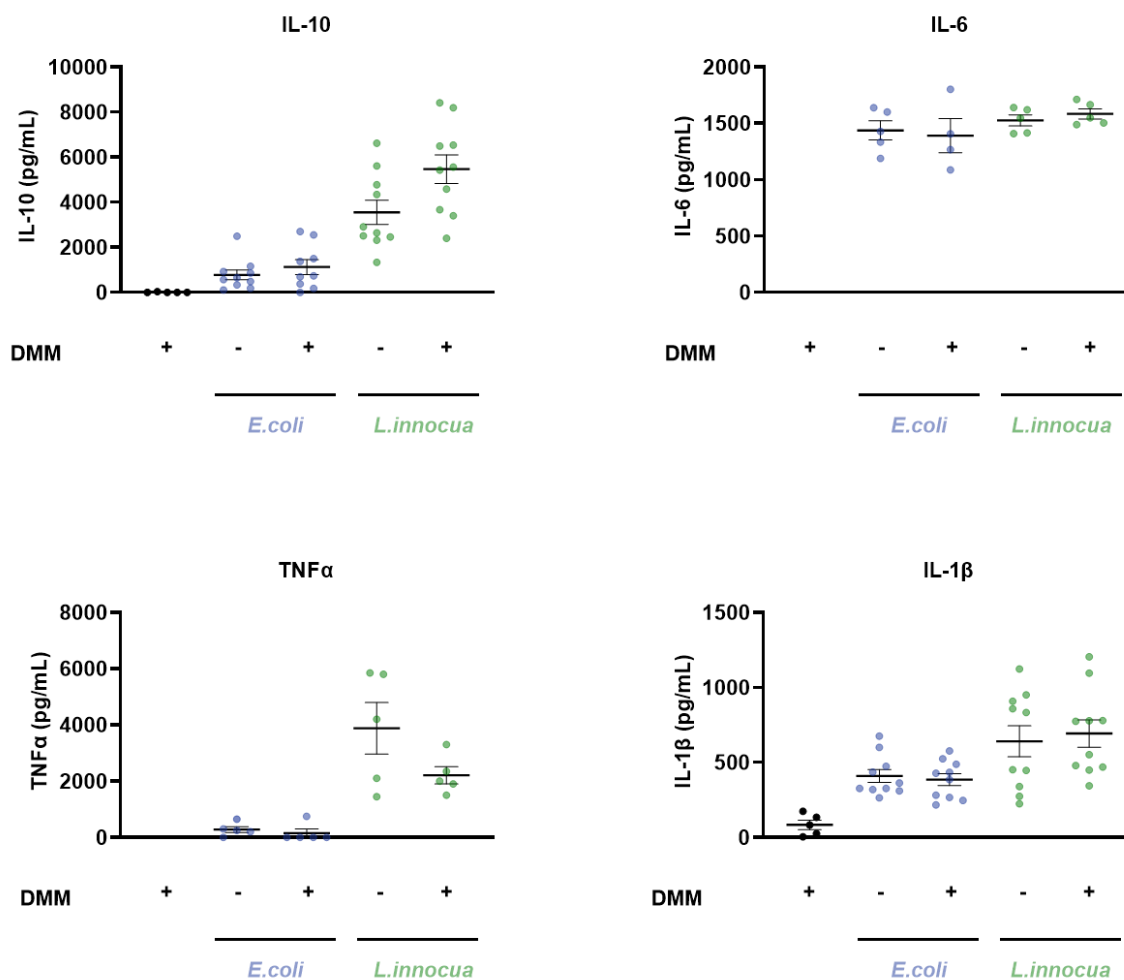 IL-10
IL-10 (pg/mL)
10000
8000
6000
4000
2000
0
DMM + - + - +
E.coli L.innocua
IL-6
IL-6 (pg/mL)
2000
1500
1000
500
0
DMM + - + - +
E.coli L.innocua
TNFα
TNFα (pg/mL)
8000
6000
4000
2000
0
DMM + - + - +
E.coli L.innocua
IL-1β
IL-1β (pg/mL)
1500
1000
500
0
DMM + - + - +
E.coli L.innocua